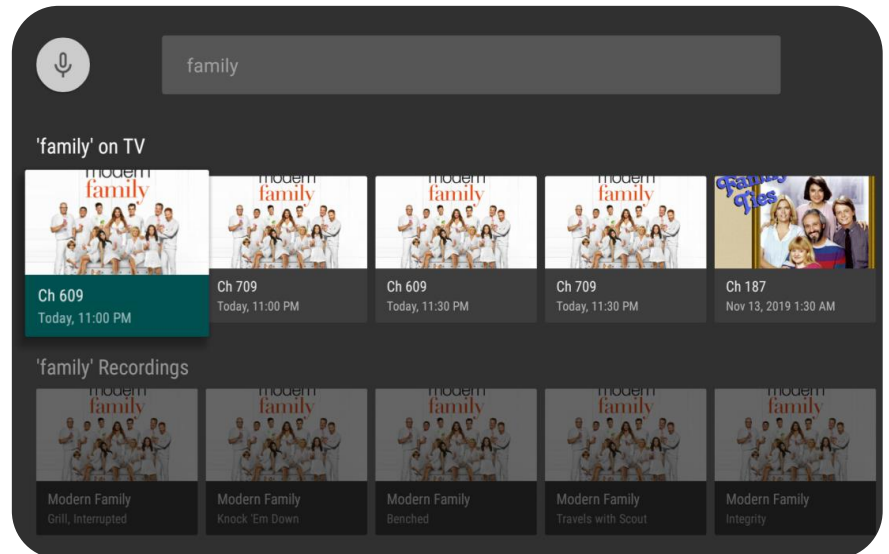 family
'family' on TV
modern
family
modern
family
modern
family
modern
family
Family
Ties
Ch 609
Today, 11:00 PM
Ch 709
Today, 11:00 PM
Ch 609
Today, 11:30 PM
Ch 709
Today, 11:30 PM
Ch 187
Nov 13, 2019 1:30 AM
'family' Recordings
modern
family
modern
family
modern
family
modern
family
modern
family
Modern Family
Grill, Interrupted
Modern Family
Knock 'Em Down
Modern Family
Benched
Modern Family
Travels with Scout
Modern Family
Integrity